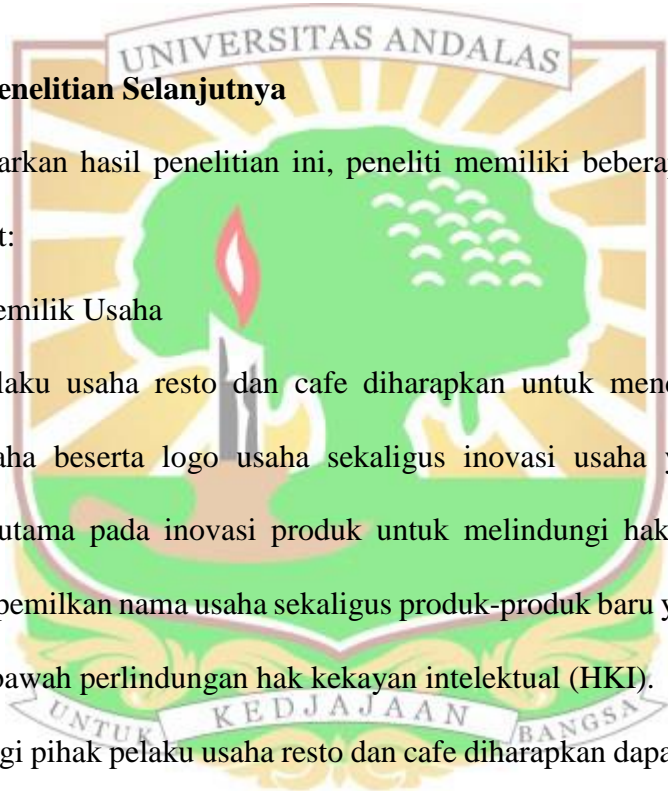 UNIVERSITAS ANDALAS
enelitian Selanjutnya
arkan hasil penelitian ini, peneliti memiliki beberap
t:
emilik Usaha
laku usaha resto dan cafe diharapkan untuk mend
aha beserta logo usaha sekaligus inovasi usaha y
utama pada inovasi produk untuk melindungi hak
pemilkan nama usaha sekaligus produk-produk baru y
bawah perlindungan hak kekayan intelektual (HKI).
UNTUK KEDJAJAAN BANGSA
gi pihak pelaku usaha resto dan cafe diharapkan dapa